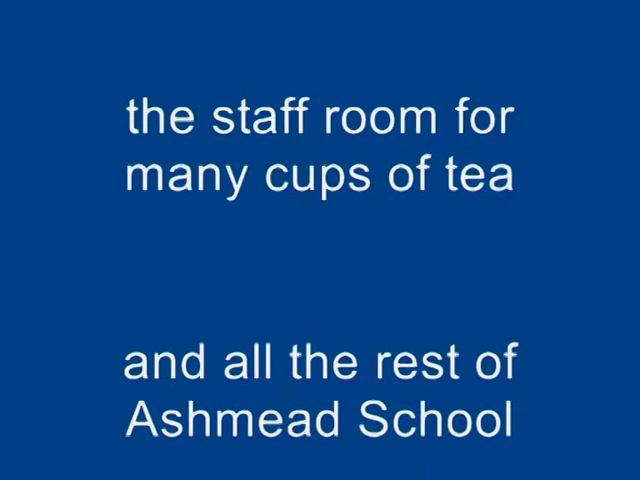 the staff room for
many cups of tea
and all the rest of
Ashmead School